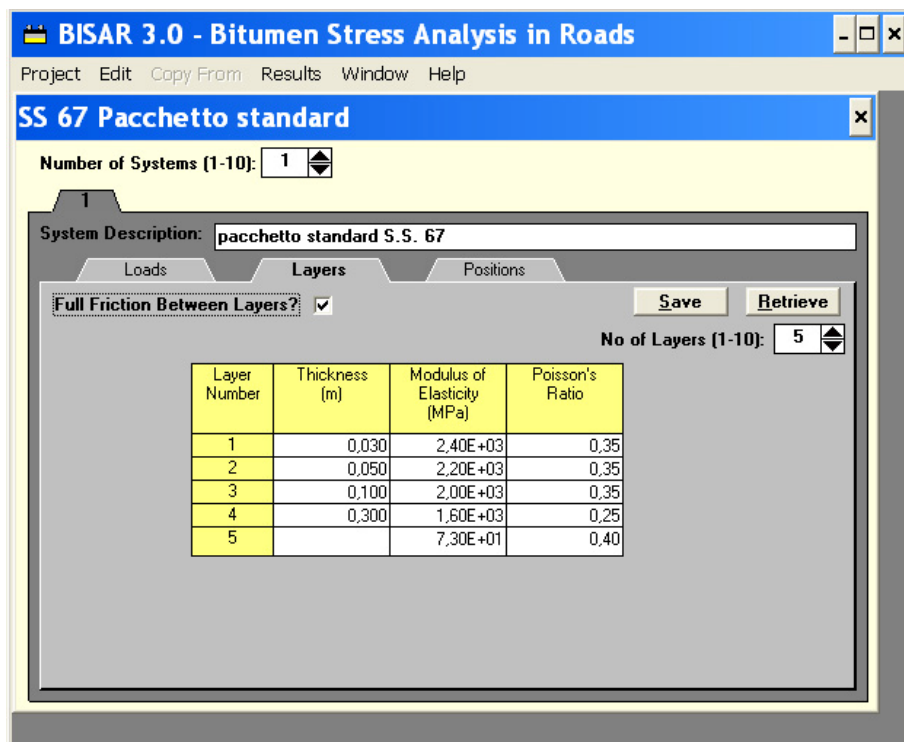 BISAR 3.0 - Bitumen Stress Analysis in Roads
Project Edit Copy From Results Window Help
SS 67 Pacchetto standard
Number of Systems (1-10): 1
1
System Description: pacchetto standard S.S. 67
Loads Layers Positions
Full Friction Between Layers? Save Retrieve
No of Layers (1-10): 5
Layer Thickness Modulus of Poisson's
Number (m) Elasticity Ratio
(MPa)
1 0,030 2,40E+03 0,35
2 0,050 2,20E+03 0,35
3 0,100 2,00E+03 0,35
4 0,300 1,60E+03 0,25
5 7,30E+01 0,40